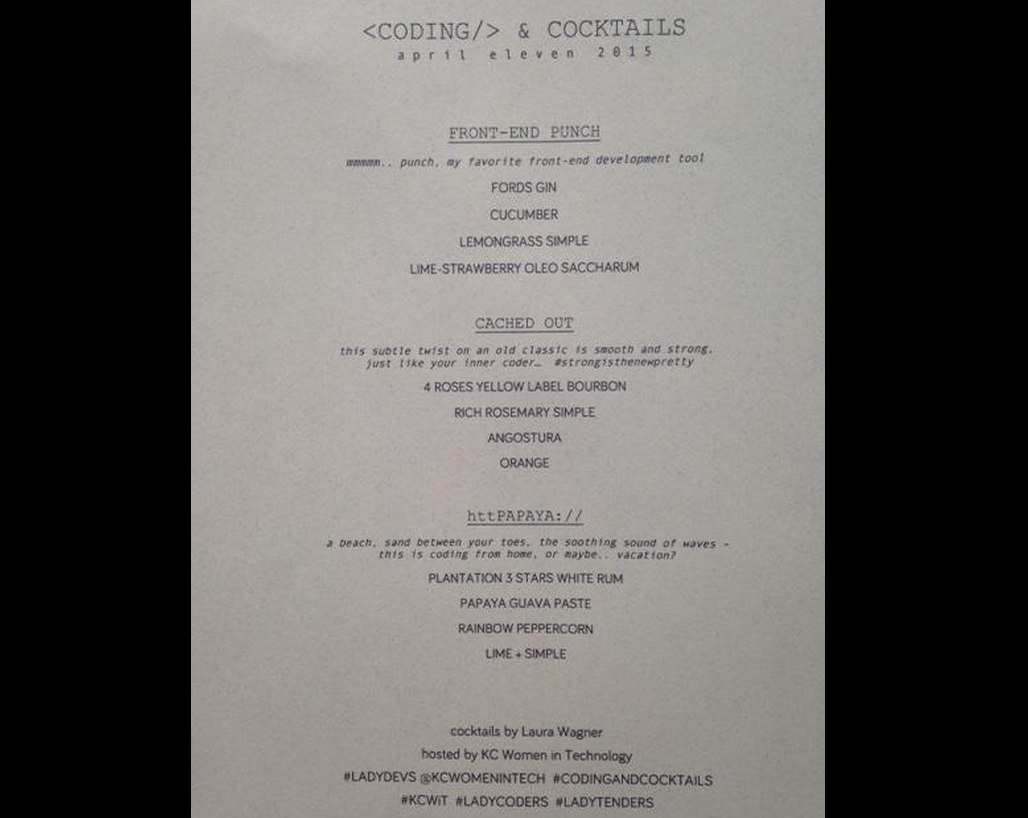 <CODING/> & COCKTAILS
april eleven 2015
FRONT-END PUNCH
mmmmm.. punch, my favorite front-end development tool
FORDS GIN
CUCUMBER
LEMONGRASS SIMPLE
LIME-STRAWBERRY OLEO SACCHARUM
CACHED OUT
this subtle twist on an old classic is smooth and strong,
just like your inner coder… #strongisthenewpretty
4 ROSES YELLOW LABEL BOURBON
RICH ROSEMARY SIMPLE
ANGOSTURA
ORANGE
httPAPAYA://
a beach, sand between your toes, the soothing sound of waves –
this is coding from home, or maybe.. vacation?
PLANTATION 3 STARS WHITE RUM
PAPAYA GUAVA PASTE
RAINBOW PEPPERCORN
LIME + SIMPLE
cocktails by Laura Wagner
hosted by KC Women in Technology
#LADYDEVS @KCWOMENINTECH #CODINGANDCOCKTAILS
#KCWiT #LADYCODERS #LADYTENDERS